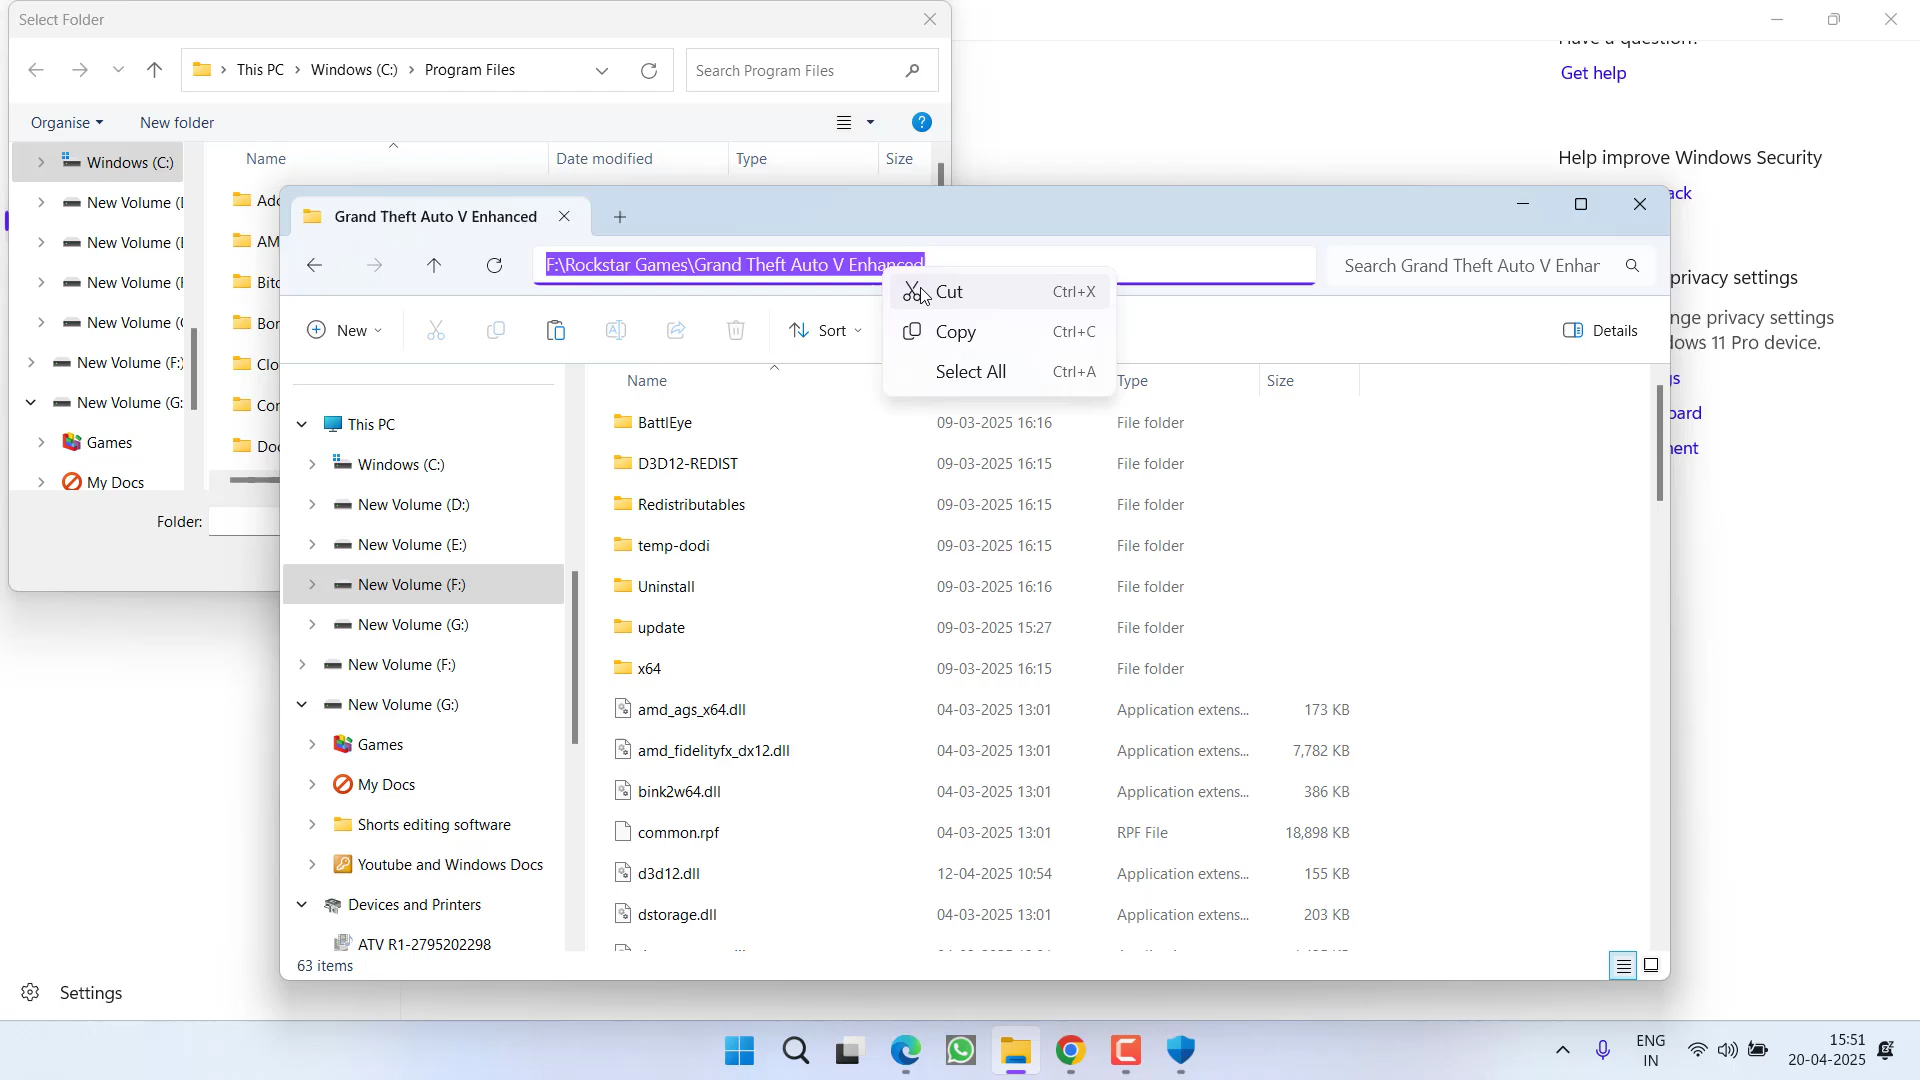 Select Folder
This PC > Windows (C:) > Program Files
Search Program Files
Organise
New folder
Name
Date modified
Type
Size
Windows (C:)
New Volume (
New Volume (
New Volume (
New Volume (
New Volume (F:)
New Volume (G:
Games
My Docs
Folder:
Get help
Help improve Windows Security
privacy settings
dows 11 Pro device.
Grand Theft Auto V Enhanced
F:\Rockstar Games\Grand Theft Auto V Enhanced
Search Grand Theft Auto V Enhar
New
Sort
Details
Cut Ctrl+X
Copy Ctrl+C
Select All Ctrl+A
Name
Type
Size
This PC
Windows (C:)
New Volume (D:)
New Volume (E:)
New Volume (F:)
New Volume (G:)
New Volume (F:)
New Volume (G:)
Games
My Docs
Shorts editing software
Youtube and Windows Docs
Devices and Printers
ATV R1-2795202298
BattlEye 09-03-2025 16:16 File folder
D3D12-REDIST 09-03-2025 16:15 File folder
Redistributables 09-03-2025 16:15 File folder
temp-dodi 09-03-2025 16:15 File folder
Uninstall 09-03-2025 16:16 File folder
update 09-03-2025 15:27 File folder
x64 09-03-2025 16:15 File folder
amd_ags_x64.dll 04-03-2025 13:01 Application extens... 173 KB
amd_fidelityfx_dx12.dll 04-03-2025 13:01 Application extens... 7,782 KB
bink2w64.dll 04-03-2025 13:01 Application extens... 386 KB
common.rpf 04-03-2025 13:01 RPF File 18,898 KB
d3d12.dll 12-04-2025 10:54 Application extens... 155 KB
dstorage.dll 04-03-2025 13:01 Application extens... 203 KB
63 items
Settings
ENG
IN
15:51
20-04-2025